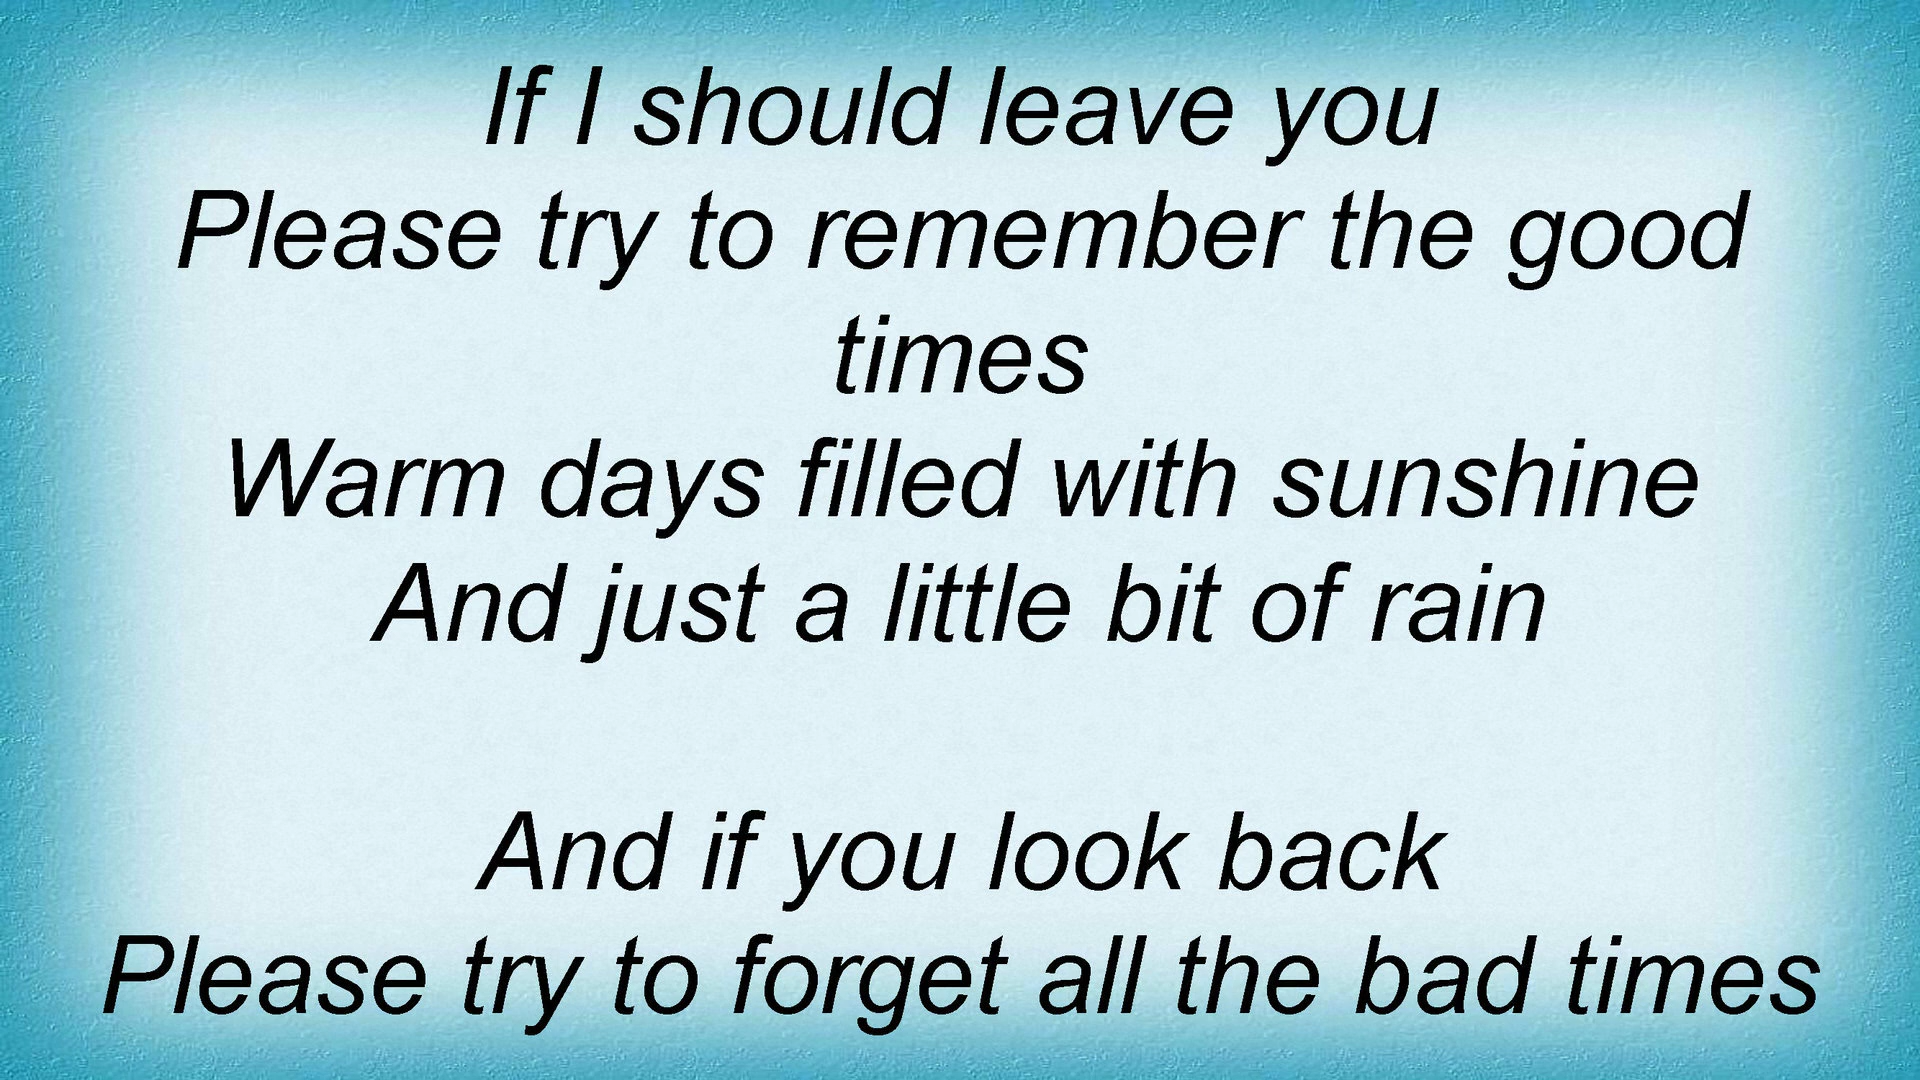 If I should leave you
Please try to remember the good
times
Warm days filled with sunshine
And just a little bit of rain

And if you look back
Please try to forget all the bad times